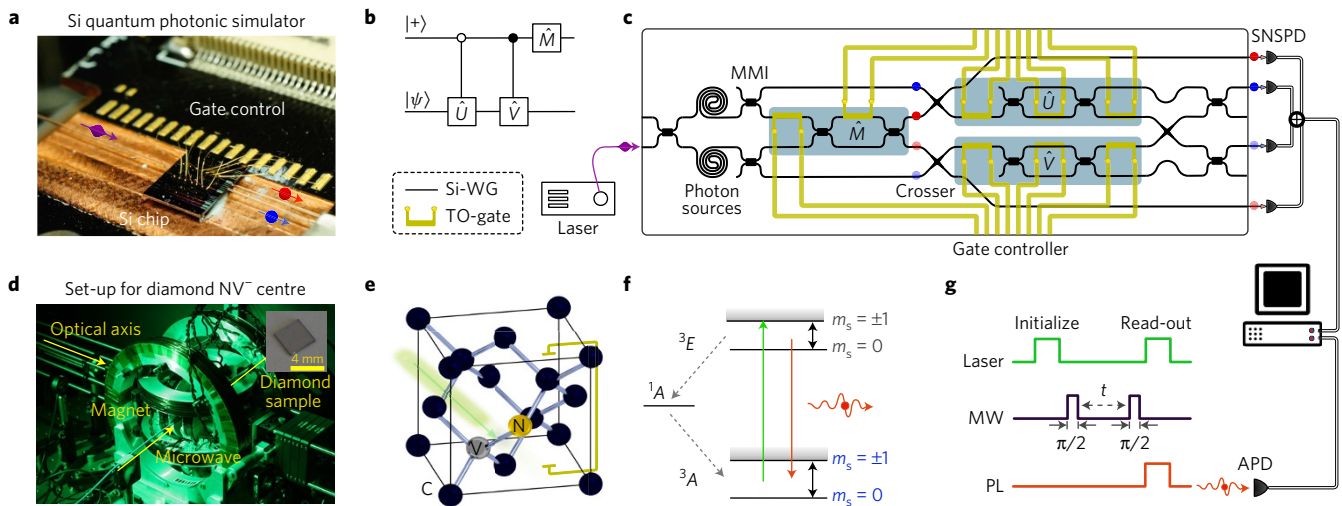 a
Si quantum photonic simulator
Gate control
Si chip
b
|+⟩
M̂
|ψ⟩
Û
V̂
Si-WG
TO-gate
Laser
c
SNSPD
MMI
M̂
Û
V̂
Photon
sources
Crosser
Gate controller
d
Set-up for diamond NV⁻ centre
Optical axis
4 mm
Diamond
sample
Magnet
Microwave
e
N
V
C
f
³E
mₛ = ±1
mₛ = 0
¹A
³A
mₛ = ±1
mₛ = 0
g
Initialize
Read-out
Laser
MW
t
π/2
π/2
PL
APD